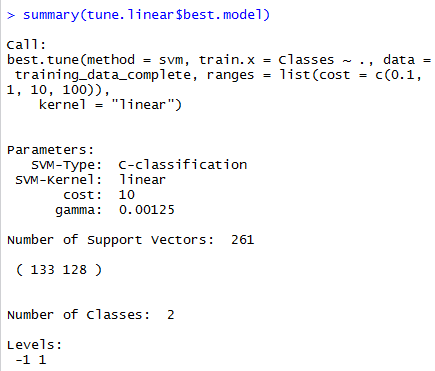 > summary(tune.linear$best.model)
Call:
best.tune(method = svm, train.x = Classes ~ ., data =
 training_data_complete, ranges = list(cost = c(0.1,
1, 10, 100)),
    kernel = "linear")
Parameters:
   SVM-Type:  C-classification
 SVM-Kernel:  linear
       cost:  10
      gamma:  0.00125
Number of Support Vectors:  261
 ( 133 128 )
Number of Classes:  2
Levels:
 -1 1